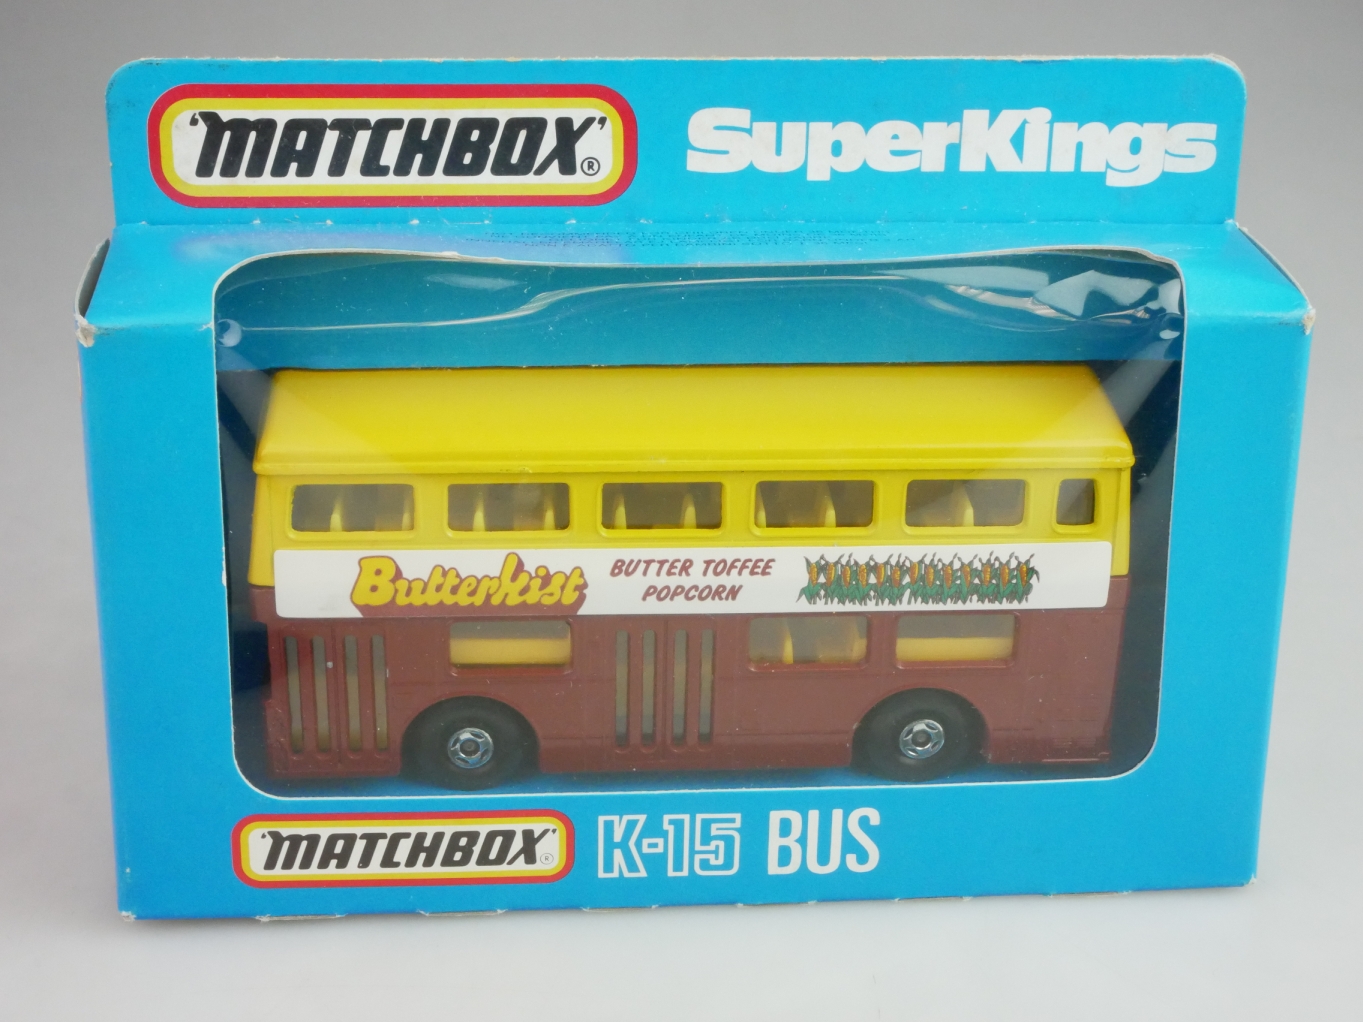 'MATCHBOX'®
SuperKings
Butterkist
BUTTER TOFFEE
POPCORN
'MATCHBOX'®
K-15 BUS